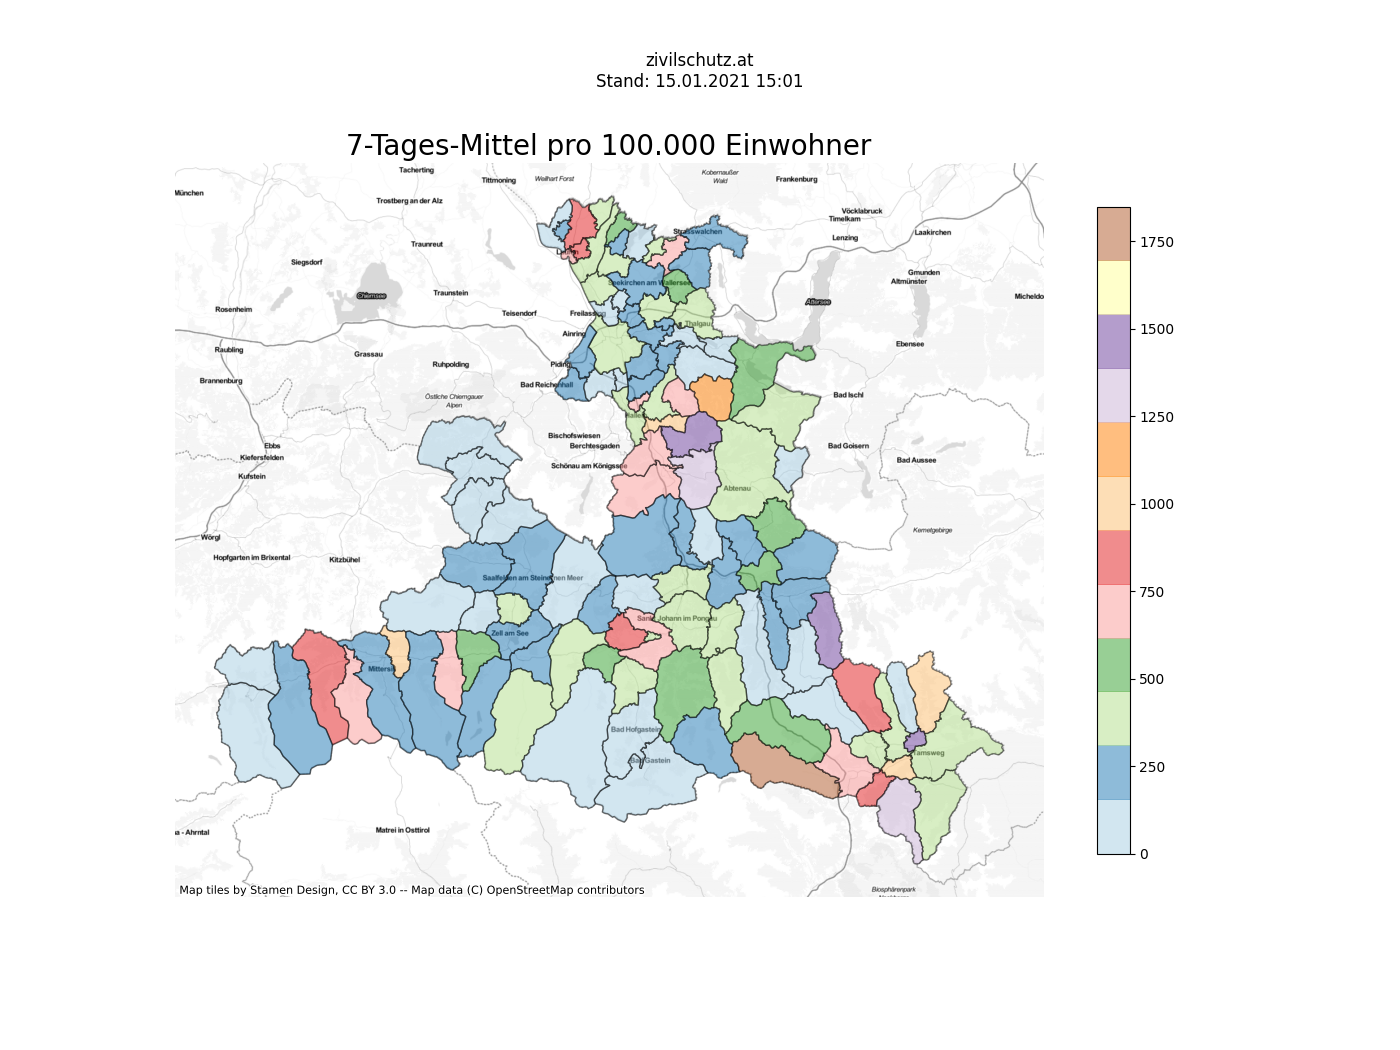 zivilschutz.at
Stand: 15.01.2021 15:01
7-Tages-Mittel pro 100.000 Einwohner
Tacherting
Tittmoning
Weilhart Forst
Kobernaußer
Wald
Frankenburg
München
Trostberg an der Alz
Vöcklabruck
Timelkam
Laakirchen
Strasswalchen
Lenzing
Traunreut
Siegsdorf
Gmunden
Altmünster
Seekirchen am Wallersee
Chiemsee
Traunstein
Attersee
Micheldo
Rosenheim
Teisendorf
Freilassing
Thalgau
Ainring
Ebensee
Raubling
Grassau
Ruhpolding
Piding
Brannenburg
Bad Reichenhall
Östliche Chiemgauer
Alpen
Bad Ischl
Hallein
Bischofswiesen
Berchtesgaden
Ebbs
Kiefersfelden
Bad Goisern
Bad Aussee
Schönau am Königssee
Kufstein
Abtenau
Kemetgebirge
Wörgl
Hopfgarten im Brixental
Kitzbühel
Saalfelden am Steinernen Meer
Sankt Johann im Pongau
Zell am See
Mittersill
Bad Hofgastein
Bad Gastein
Tamsweg
Matrei in Osttirol
a - Ahrntal
Biosphärenpark
Map tiles by Stamen Design, CC BY 3.0 -- Map data (C) OpenStreetMap contributors
1750
1500
1250
1000
750
500
250
0